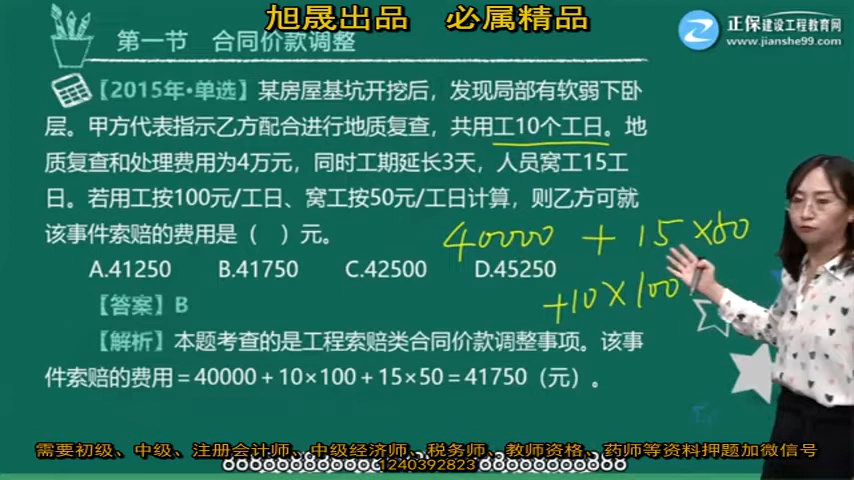 旭晟出品 必属精品
正保建设工程教育网
www.jianshe99.com
第一节 合同价款调整
【2015年·单选】某房屋基坑开挖后，发现局部有软弱下卧
层。甲方代表指示乙方配合进行地质复查，共用工10个工日。地
质复查和处理费用为4万元，同时工期延长3天，人员窝工15工
日。若用工按100元/工日、窝工按50元/工日计算，则乙方可就
该事件索赔的费用是（ ）元。
40000 + 15×50
A.41250 B.41750 C.42500 D.45250
+10×100
【答案】B
【解析】本题考查的是工程索赔类合同价款调整事项。该事
件索赔的费用＝40000＋10×100＋15×50＝41750（元）。
需要初级、中级、注册会计师、中级经济师、税务师、教师资格、药师等资料押题加微信号
1240392823